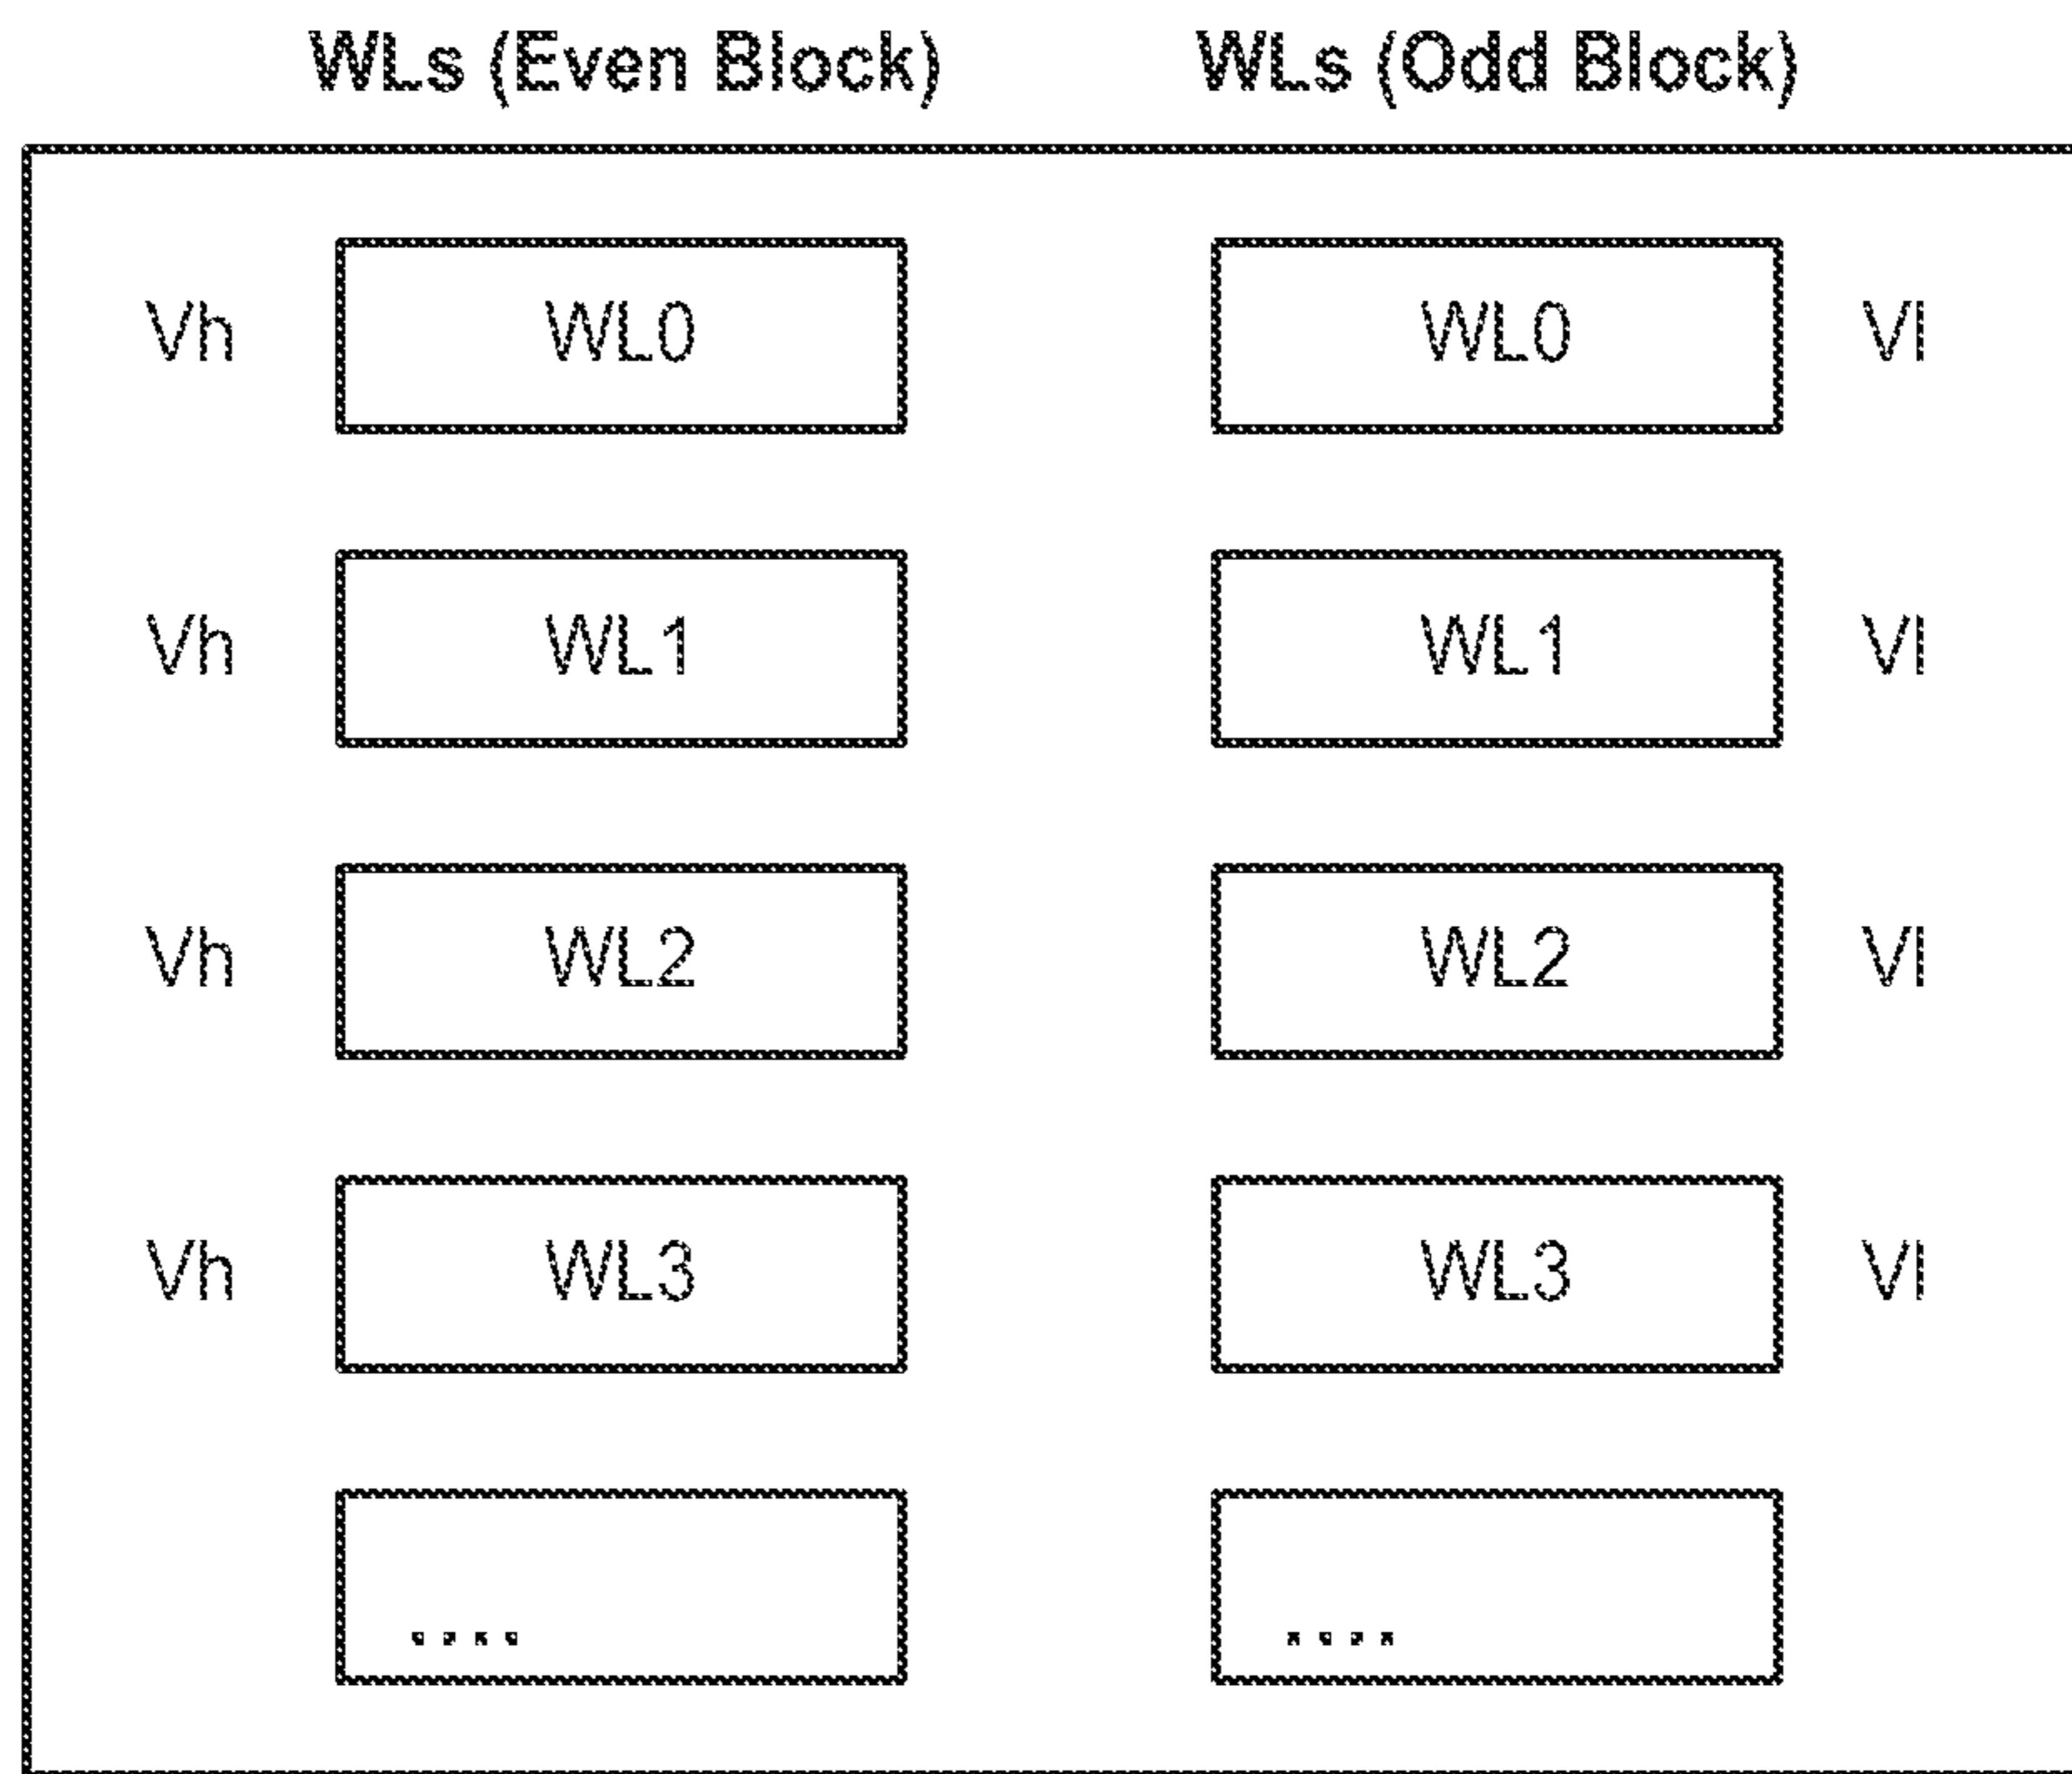 WLs (Even Block) WLs (Odd Block)
Vh WL0 WL0 Vl
Vh WL1 WL1 Vl
Vh WL2 WL2 Vl
Vh WL3 WL3 Vl
.... ....